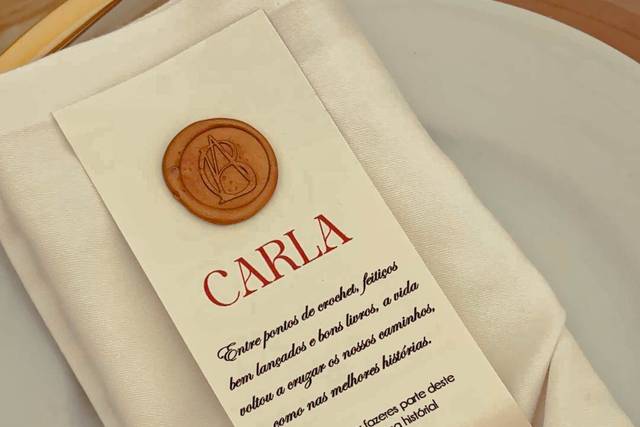 CARLA
Entre pontos de crochet, feitiços
bem lançados e bons livros, a vida
voltou a cruzar os nossos caminhos,
como nas melhores histórias.
fazeres parte deste
história!